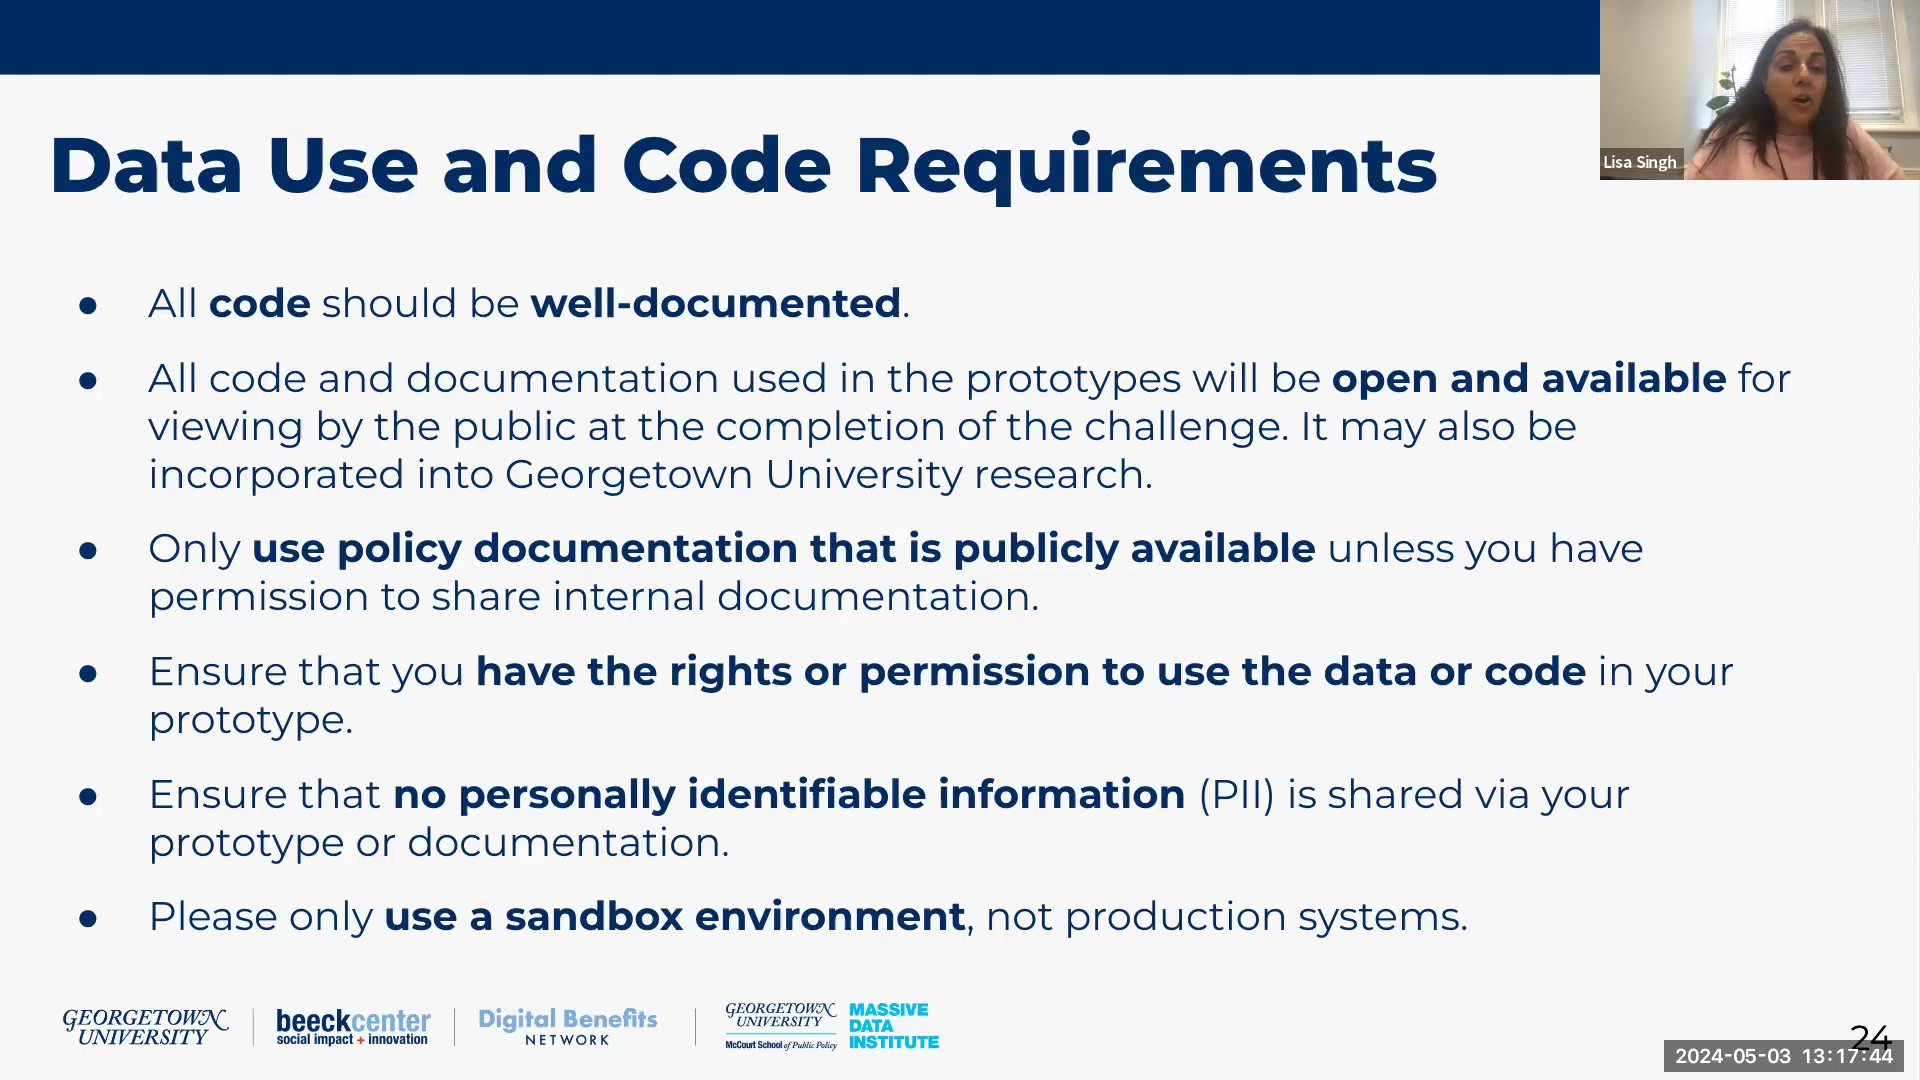 Data Use and Code Requirements
Lisa Singh
● All code should be well-documented.
● All code and documentation used in the prototypes will be open and available for
viewing by the public at the completion of the challenge. It may also be
incorporated into Georgetown University research.
● Only use policy documentation that is publicly available unless you have
permission to share internal documentation.
● Ensure that you have the rights or permission to use the data or code in your
prototype.
● Ensure that no personally identifiable information (PII) is shared via your
prototype or documentation.
● Please only use a sandbox environment, not production systems.
GEORGETOWN
UNIVERSITY
beeckcenter
social impact + innovation
Digital Benefits
NETWORK
GEORGETOWN
UNIVERSITY
McCourt School of Public Policy
MASSIVE
DATA
INSTITUTE
24
2024-05-03 13:17:44